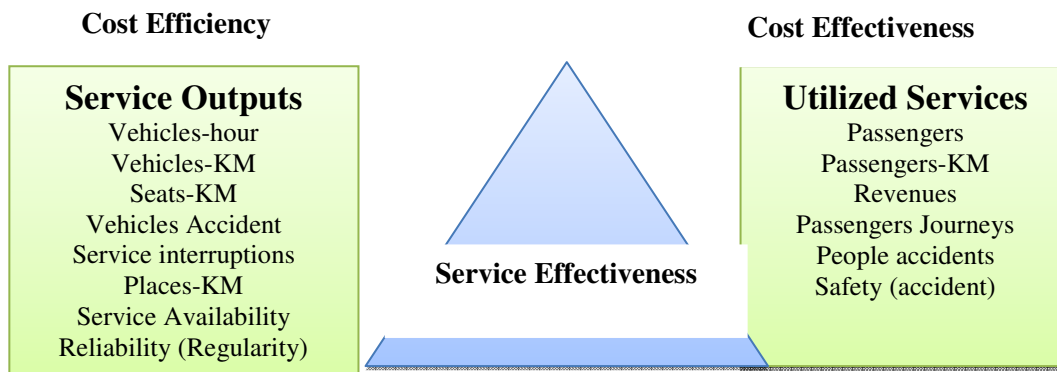 Cost Efficiency
Cost Effectiveness
Service Outputs
Vehicles-hour
Vehicles-KM
Seats-KM
Vehicles Accident
Service interruptions
Places-KM
Service Availability
Reliability (Regularity)
Service Effectiveness
Utilized Services
Passengers
Passengers-KM
Revenues
Passengers Journeys
People accidents
Safety (accident)